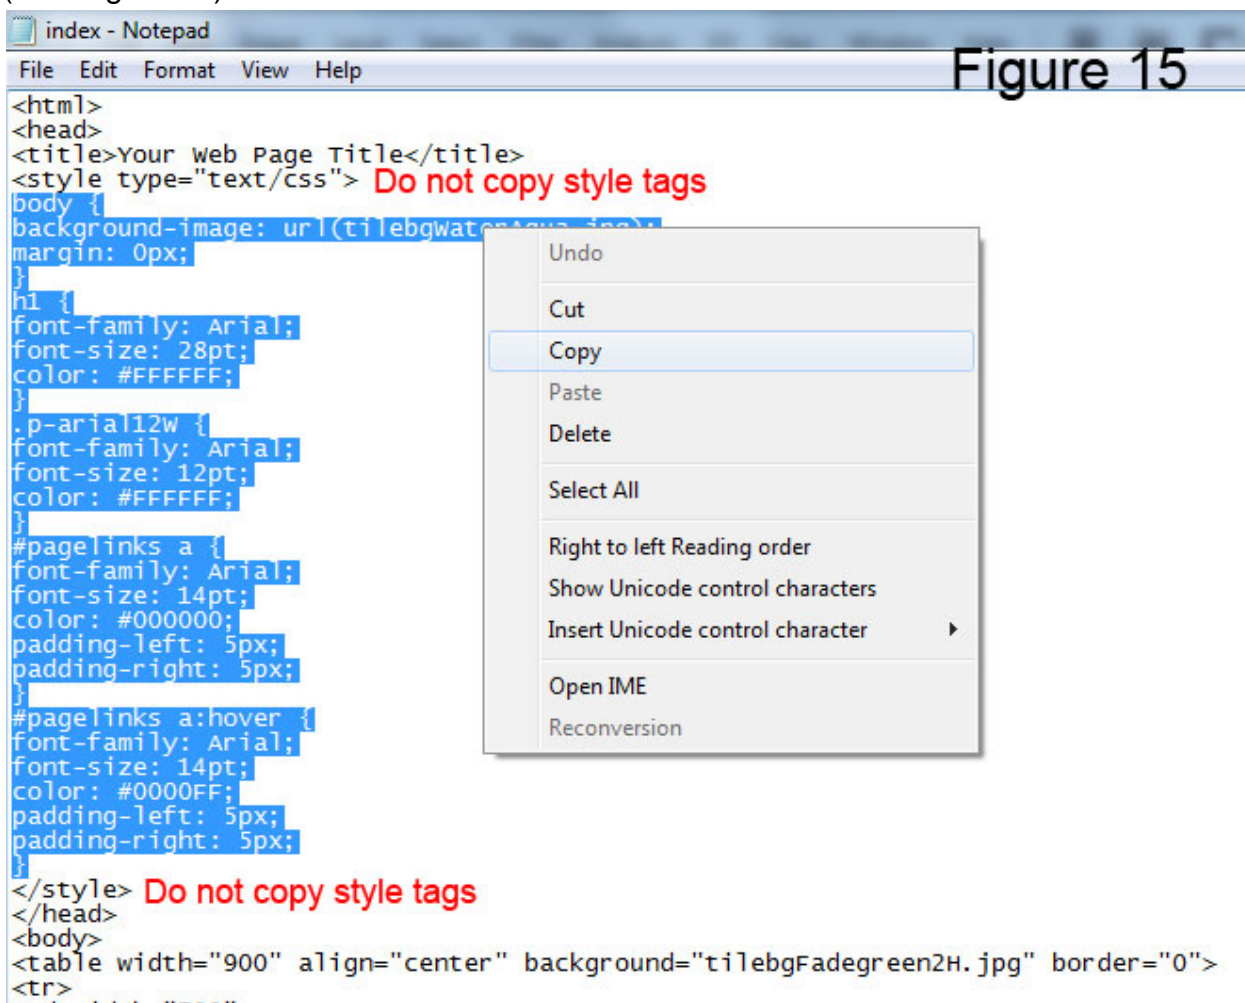 index - Notepad
Figure 15
File Edit Format View Help
<html>
<head>
<title>Your Web Page Title</title>
<style type="text/css"> Do not copy style tags
body {
background-image: url(tilebgWaterAqua.jpg);
margin: 0px;
}
h1 {
font-family: Arial;
font-size: 28pt;
color: #FFFFFF;
}
.p-arial12w {
font-family: Arial;
font-size: 12pt;
color: #FFFFFF;
}
#pagelinks a {
font-family: Arial;
font-size: 14pt;
color: #000000;
padding-left: 5px;
padding-right: 5px;
}
#pagelinks a:hover {
font-family: Arial;
font-size: 14pt;
color: #0000FF;
padding-left: 5px;
padding-right: 5px;
}
</style> Do not copy style tags
</head>
<body>
<table width="900" align="center" background="tilebgFadegreen2H.jpg" border="0">
<tr>
Undo
Cut
Copy
Paste
Delete
Select All
Right to left Reading order
Show Unicode control characters
Insert Unicode control character
Open IME
Reconversion